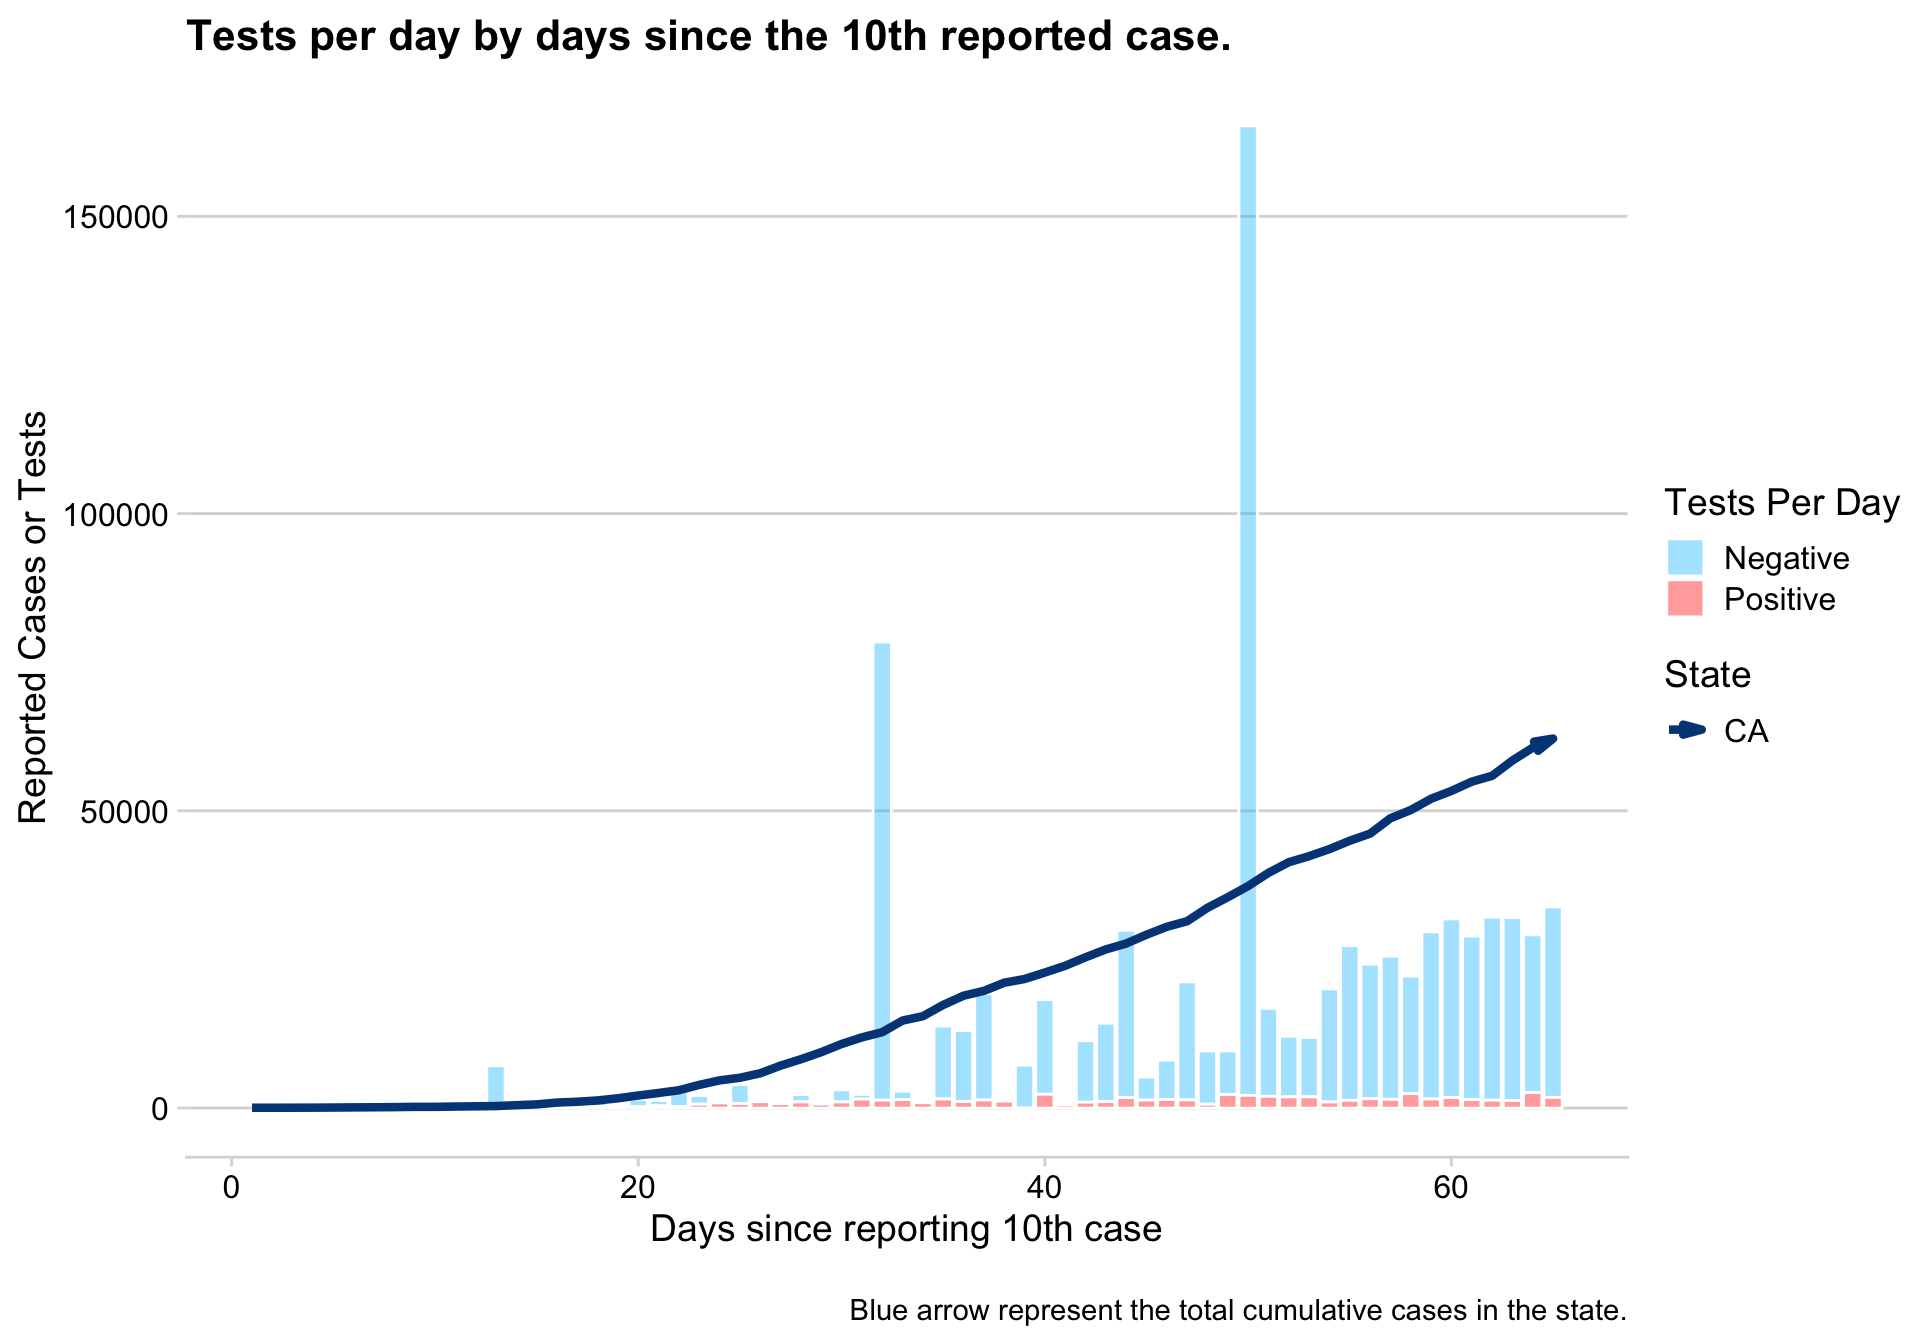 Tests per day by days since the 10th reported case.
150000
100000
50000
0
Reported Cases or Tests
0 20 40 60
Days since reporting 10th case
Tests Per Day
Negative
Positive
State
CA
Blue arrow represent the total cumulative cases in the state.